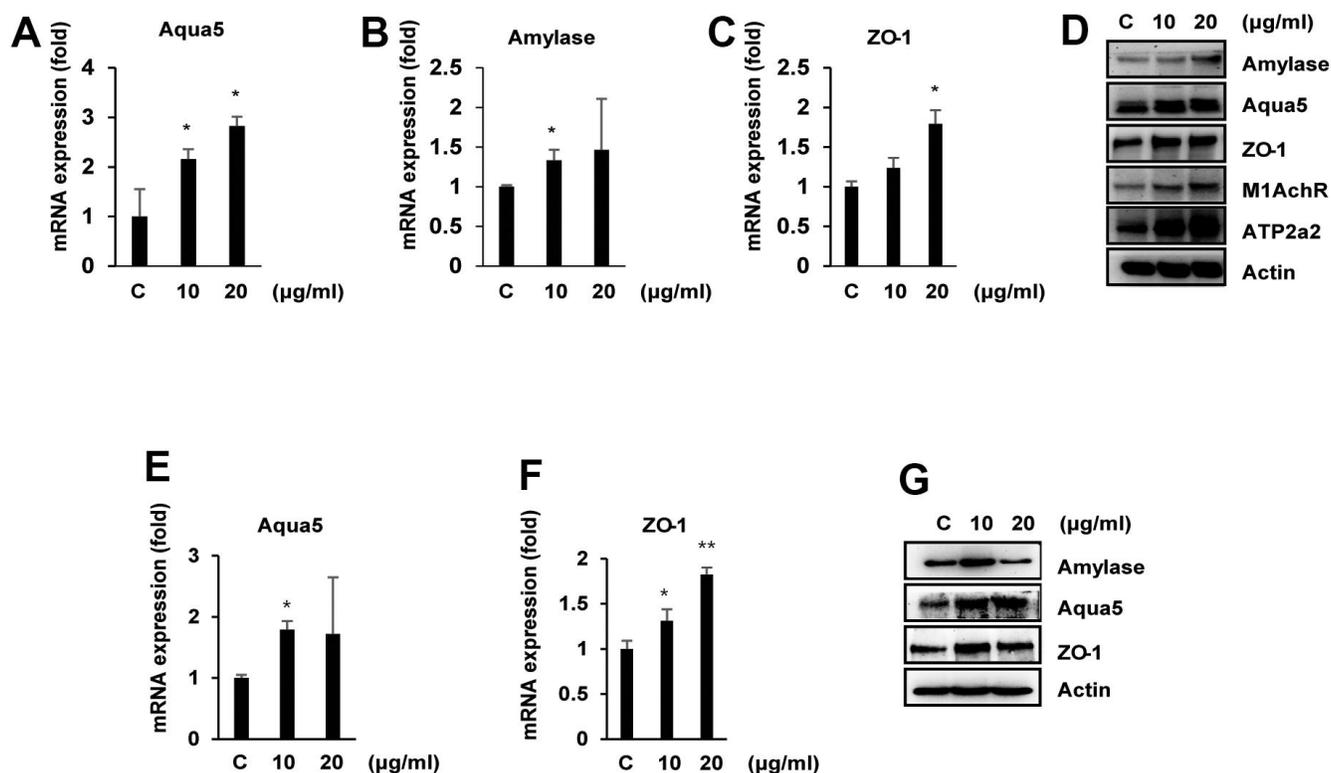 A
Aqua5
mRNA expression (fold)
4
3
2
1
0
*
*
C 10 20 (µg/ml)
B
Amylase
mRNA expression (fold)
2.5
2
1.5
1
0.5
0
*
C 10 20 (µg/ml)
C
ZO-1
mRNA expression (fold)
2.5
2
1.5
1
0.5
0
*
C 10 20 (µg/ml)
D
C 10 20 (µg/ml)
Amylase
Aqua5
ZO-1
M1AchR
ATP2a2
Actin
E
Aqua5
mRNA expression (fold)
3
2
1
0
*
C 10 20 (µg/ml)
F
ZO-1
mRNA expression (fold)
2
1.5
1
0.5
0
*
**
C 10 20 (µg/ml)
G
C 10 20 (µg/ml)
Amylase
Aqua5
ZO-1
Actin